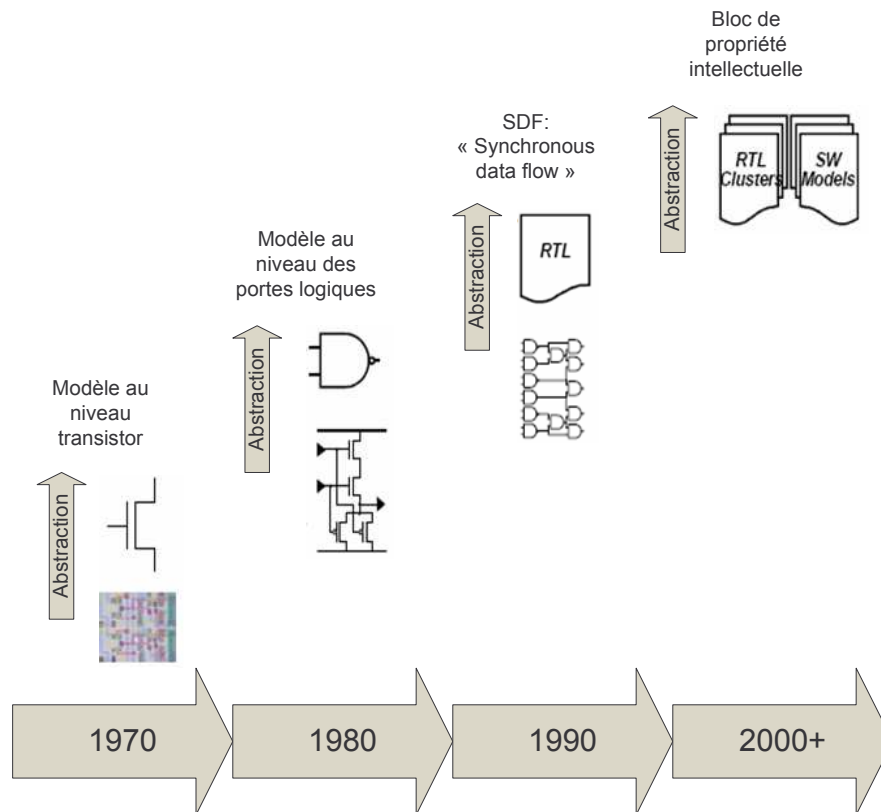 Bloc de
propriété
intellectuelle
Abstraction
RTL
Clusters
SW
Models
SDF:
« Synchronous
data flow »
Abstraction
RTL
Modèle au
niveau des
portes logiques
Abstraction
Modèle au
niveau
transistor
Abstraction
1970
1980
1990
2000+